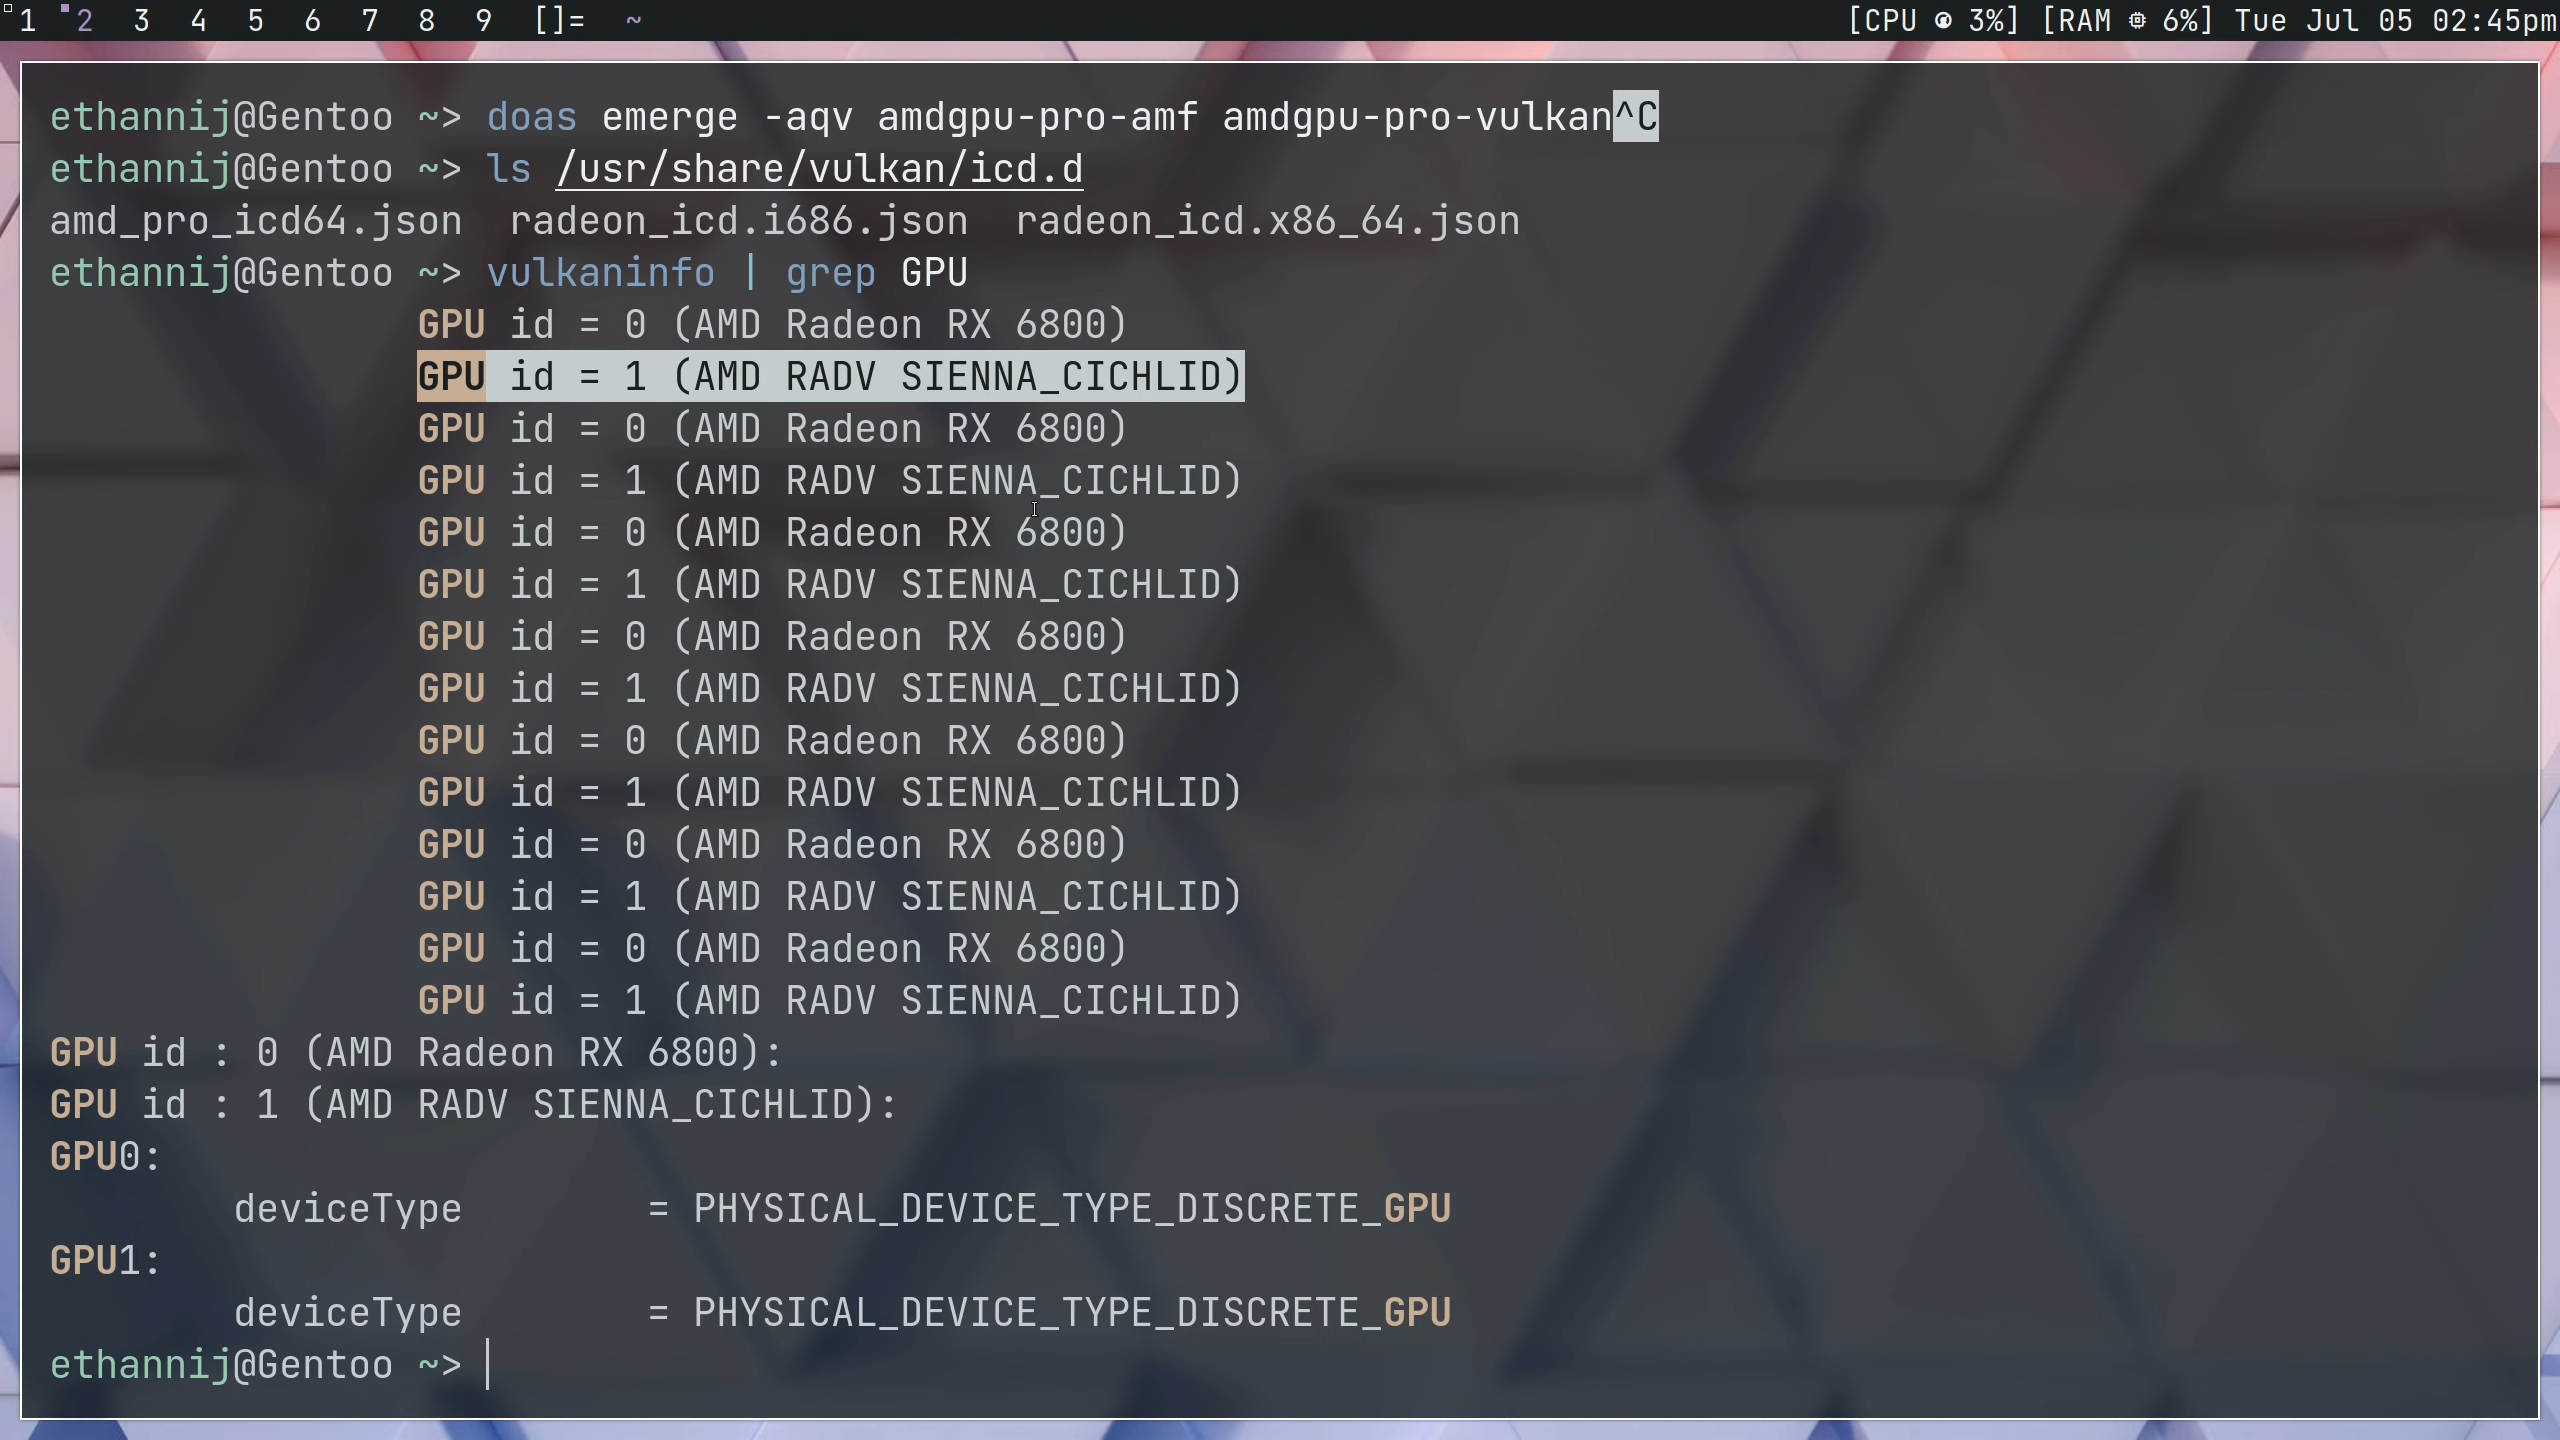 1 2 3 4 5 6 7 8 9 []= ~ [CPU 3%] [RAM 6%] Tue Jul 05 02:45pm
ethannij@Gentoo ~> doas emerge -aqv amdgpu-pro-amf amdgpu-pro-vulkan^C
ethannij@Gentoo ~> ls /usr/share/vulkan/icd.d
amd_pro_icd64.json  radeon_icd.i686.json  radeon_icd.x86_64.json
ethannij@Gentoo ~> vulkaninfo | grep GPU
GPU id = 0 (AMD Radeon RX 6800)
GPU id = 1 (AMD RADV SIENNA_CICHLID)
GPU id = 0 (AMD Radeon RX 6800)
GPU id = 1 (AMD RADV SIENNA_CICHLID)
GPU id = 0 (AMD Radeon RX 6800)
GPU id = 1 (AMD RADV SIENNA_CICHLID)
GPU id = 0 (AMD Radeon RX 6800)
GPU id = 1 (AMD RADV SIENNA_CICHLID)
GPU id = 0 (AMD Radeon RX 6800)
GPU id = 1 (AMD RADV SIENNA_CICHLID)
GPU id = 0 (AMD Radeon RX 6800)
GPU id = 1 (AMD RADV SIENNA_CICHLID)
GPU id = 0 (AMD Radeon RX 6800)
GPU id = 1 (AMD RADV SIENNA_CICHLID)
GPU id : 0 (AMD Radeon RX 6800):
GPU id : 1 (AMD RADV SIENNA_CICHLID):
GPU0:
deviceType        = PHYSICAL_DEVICE_TYPE_DISCRETE_GPU
GPU1:
deviceType        = PHYSICAL_DEVICE_TYPE_DISCRETE_GPU
ethannij@Gentoo ~>